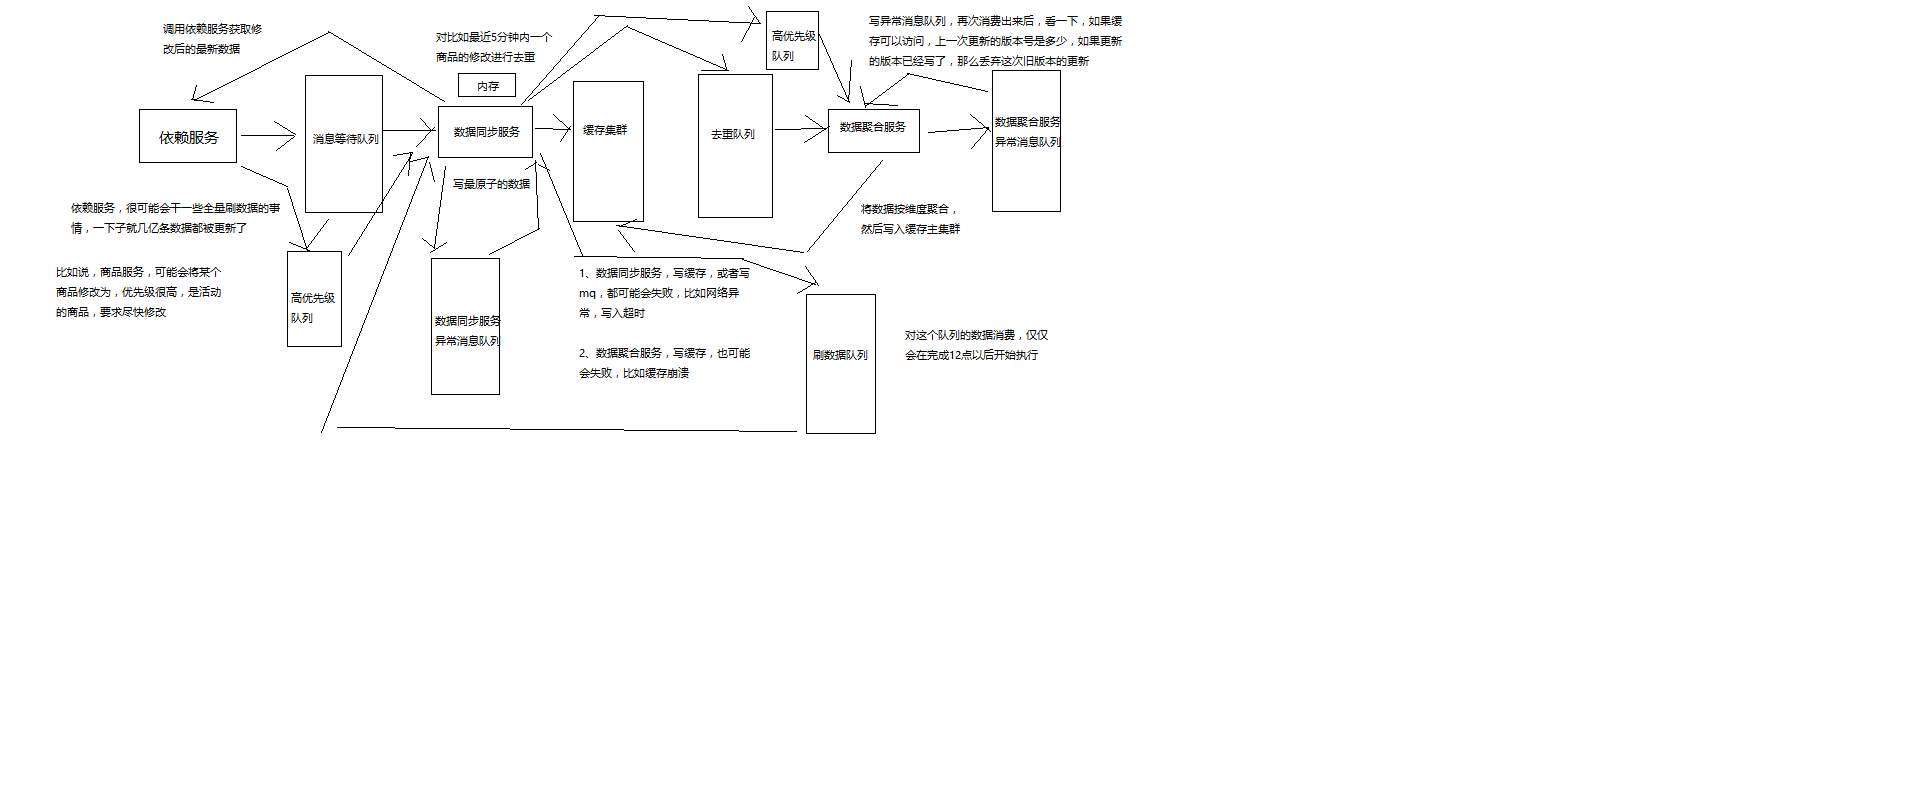 调用依赖服务获取修
改后的最新数据
对比如最近5分钟内一个
商品的修改进行去重
内存
高优先级
队列
写异常消息队列，再次消费出来后，看一下，如果缓
存可以访问，上一次更新的版本号是多少，如果更新
的版本已经写了，那么丢弃这次旧版本的更新
依赖服务
消息等待队列
数据同步服务
缓存集群
去重队列
数据聚合服务
数据聚合服务
异常消息队列
写最原子的数据
依赖服务，很可能会干一些全量刷数据的事
情，一下子就几亿条数据都被更新了
将数据按维度聚合，
然后写入缓存主集群
比如说，商品服务，可能会将某个
商品修改为，优先级很高，是活动
的商品，要求尽快修改
高优先级
队列
数据同步服务
异常消息队列
1、数据同步服务，写缓存，或者写
mq，都可能会失败，比如网络异
常，写入超时
2、数据聚合服务，写缓存，也可能
会失败，比如缓存崩溃
刷数据队列
对这个队列的数据消费，仅仅
会在完成12点以后开始执行